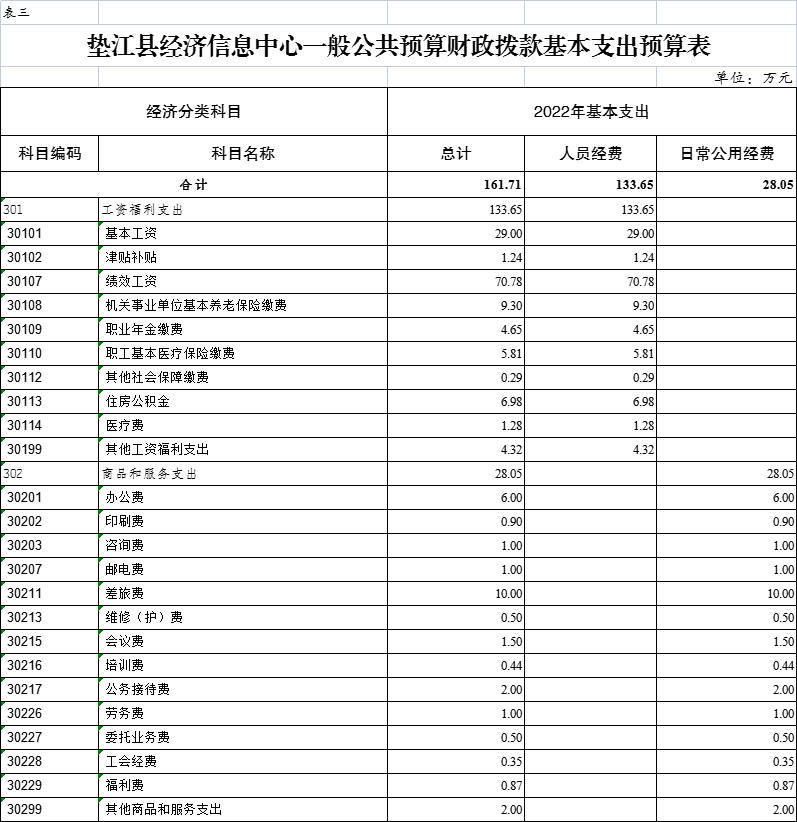 表三
垫江县经济信息中心一般公共预算财政拨款基本支出预算表
单位：万元
经济分类科目 2022年基本支出
科目编码 科目名称 总计 人员经费 日常公用经费
合计 161.71 133.65 28.05
301 工资福利支出 133.65 133.65
30101 基本工资 29.00 29.00
30102 津贴补贴 1.24 1.24
30107 绩效工资 70.78 70.78
30108 机关事业单位基本养老保险缴费 9.30 9.30
30109 职业年金缴费 4.65 4.65
30110 职工基本医疗保险缴费 5.81 5.81
30112 其他社会保障缴费 0.29 0.29
30113 住房公积金 6.98 6.98
30114 医疗费 1.28 1.28
30199 其他工资福利支出 4.32 4.32
302 商品和服务支出 28.05 28.05
30201 办公费 6.00 6.00
30202 印刷费 0.90 0.90
30203 咨询费 1.00 1.00
30207 邮电费 1.00 1.00
30211 差旅费 10.00 10.00
30213 维修（护）费 0.50 0.50
30215 会议费 1.50 1.50
30216 培训费 0.44 0.44
30217 公务接待费 2.00 2.00
30226 劳务费 1.00 1.00
30227 委托业务费 0.50 0.50
30228 工会经费 0.35 0.35
30229 福利费 0.87 0.87
30299 其他商品和服务支出 2.00 2.00